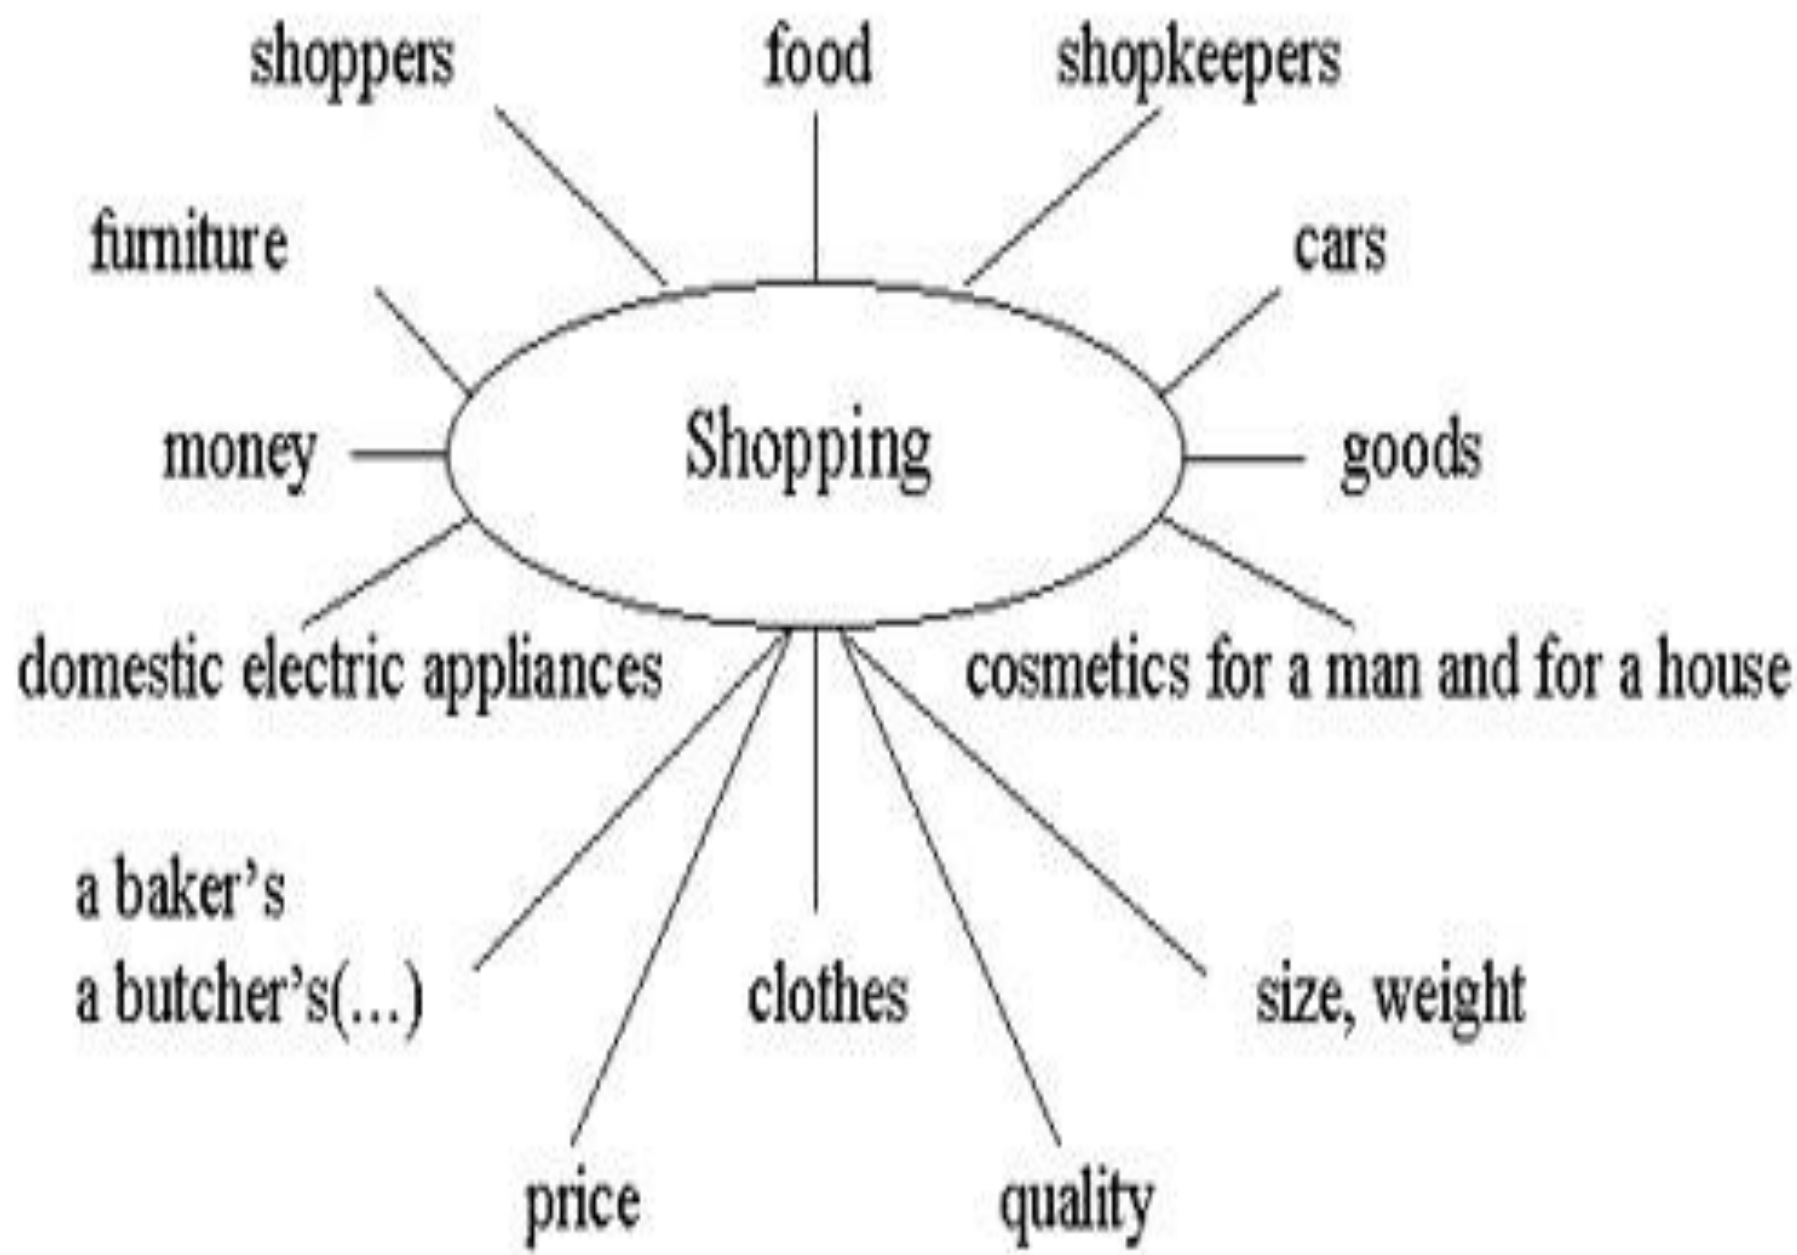 shoppers
food
shopkeepers
furniture
cars
money
Shopping
goods
domestic electric appliances
cosmetics for a man and for a house
a baker’s
a butcher’s(...)
clothes
size, weight
price
quality